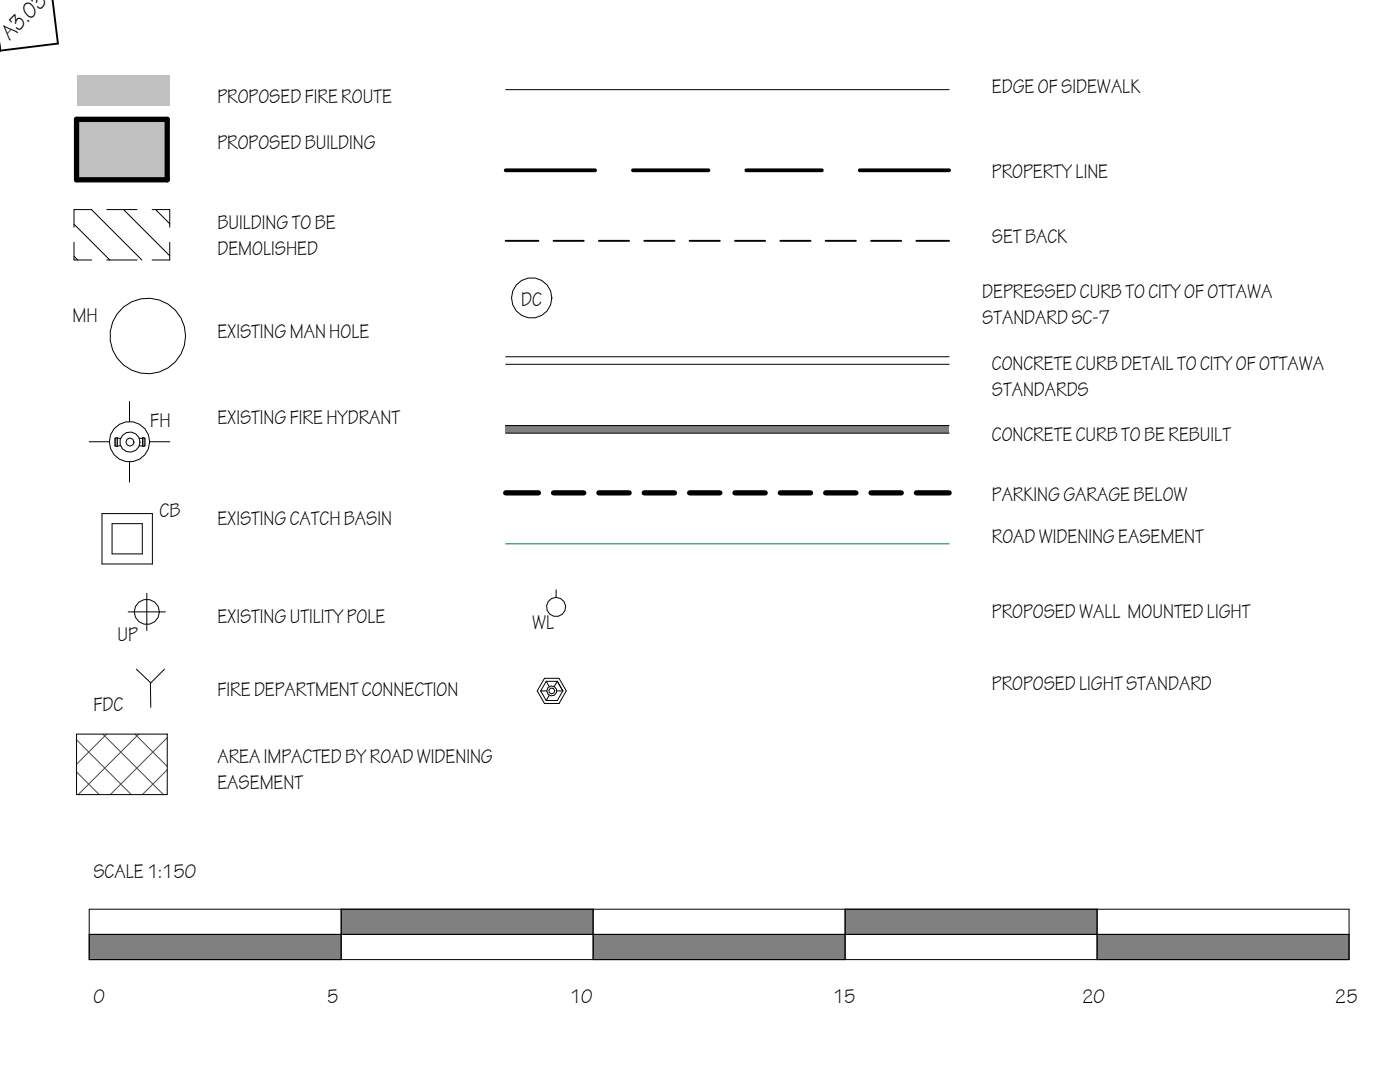 A3.03
PROPOSED FIRE ROUTE
PROPOSED BUILDING
BUILDING TO BE
DEMOLISHED
MH
EXISTING MAN HOLE
FH
EXISTING FIRE HYDRANT
CB
EXISTING CATCH BASIN
UP
EXISTING UTILITY POLE
FDC
FIRE DEPARTMENT CONNECTION
AREA IMPACTED BY ROAD WIDENING
EASEMENT
EDGE OF SIDEWALK
PROPERTY LINE
SET BACK
DC
DEPRESSED CURB TO CITY OF OTTAWA
STANDARD SC-7
CONCRETE CURB DETAIL TO CITY OF OTTAWA
STANDARDS
CONCRETE CURB TO BE REBUILT
PARKING GARAGE BELOW
ROAD WIDENING EASEMENT
WL
PROPOSED WALL MOUNTED LIGHT
PROPOSED LIGHT STANDARD
SCALE 1:150
0 5 10 15 20 25